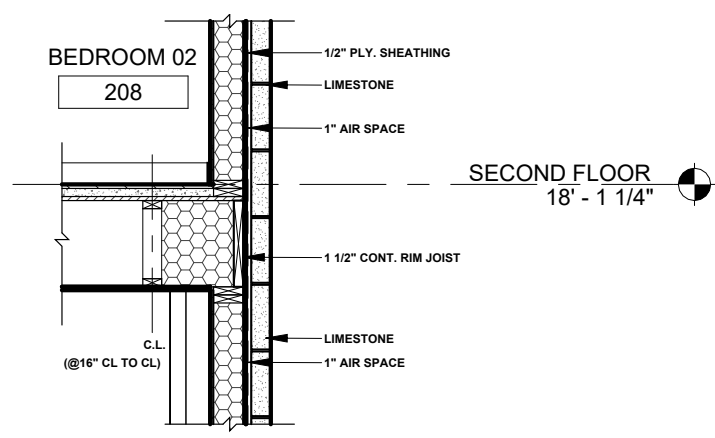 BEDROOM 02
208
1/2" PLY. SHEATHING
LIMESTONE
1" AIR SPACE
SECOND FLOOR
18' - 1 1/4"
1 1/2" CONT. RIM JOIST
LIMESTONE
1" AIR SPACE
C.L.
(@16" CL TO CL)